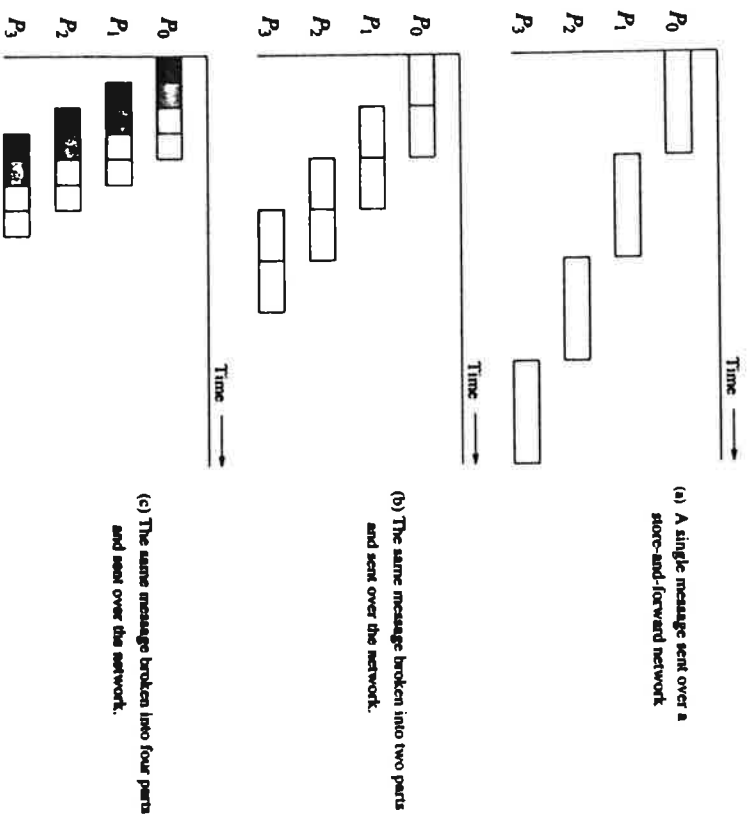 Time
P0
P1
P2
P3
(a) A single message sent over a
store-and-forward network
Time
P0
P1
P2
P3
(b) The same message broken into two parts
and sent over the network.
Time
P0
P1
P2
P3
(c) The same message broken into four parts
and sent over the network.